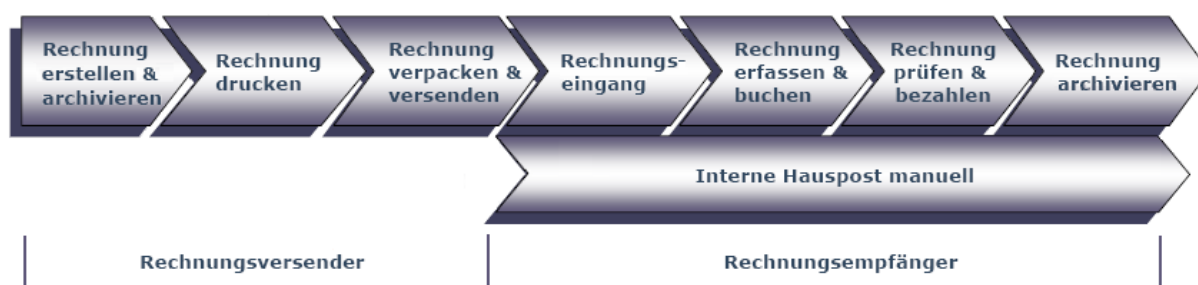 Rechnung
erstellen &
archivieren
Rechnung
drucken
Rechnung
verpacken &
versenden
Rechnungs-
eingang
Rechnung
erfassen &
buchen
Rechnung
prüfen &
bezahlen
Rechnung
archivieren
Interne Hauspost manuell
Rechnungsversender
Rechnungsempfänger